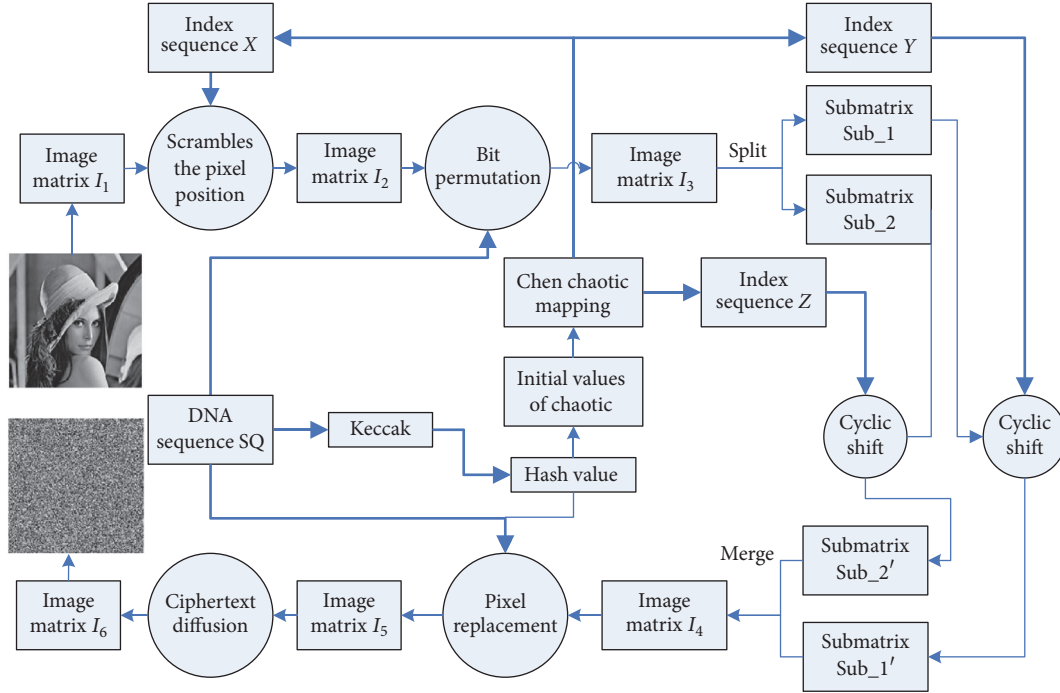 Index
sequence X
Index
sequence Y
Submatrix
Sub_1
Image
matrix I1
Scrambles
the pixel
position
Image
matrix I2
Bit
permutation
Image
matrix I3
Split
Submatrix
Sub_2
Chen chaotic
mapping
Index
sequence Z
Initial values
of chaotic
DNA
sequence SQ
Keccak
Hash value
Cyclic
shift
Cyclic
shift
Merge
Submatrix
Sub_2′
Image
matrix I6
Ciphertext
diffusion
Image
matrix I5
Pixel
replacement
Image
matrix I4
Submatrix
Sub_1′